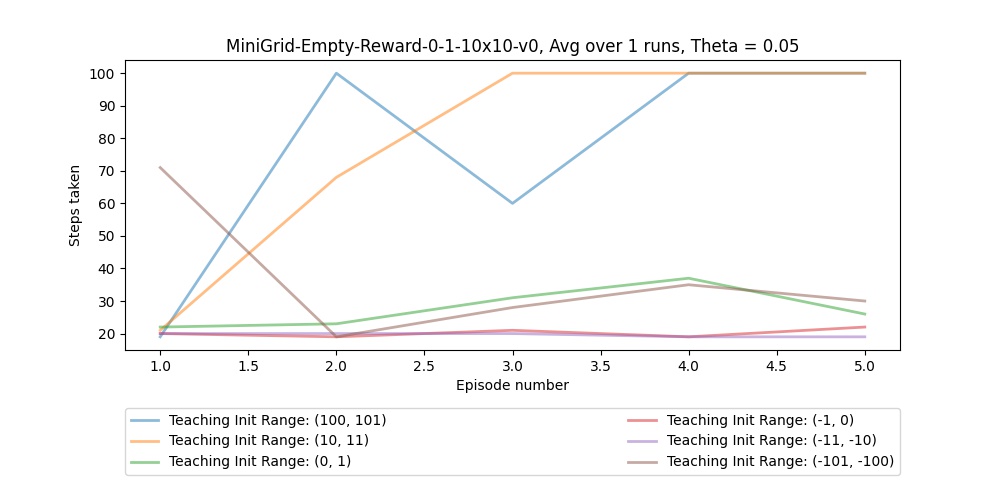 MiniGrid-Empty-Reward-0-1-10x10-v0, Avg over 1 runs, Theta = 0.05
100
90
80
70
60
50
40
30
20
Steps taken
1.0 1.5 2.0 2.5 3.0 3.5 4.0 4.5 5.0
Episode number
Teaching Init Range: (100, 101)
Teaching Init Range: (10, 11)
Teaching Init Range: (0, 1)
Teaching Init Range: (-1, 0)
Teaching Init Range: (-11, -10)
Teaching Init Range: (-101, -100)